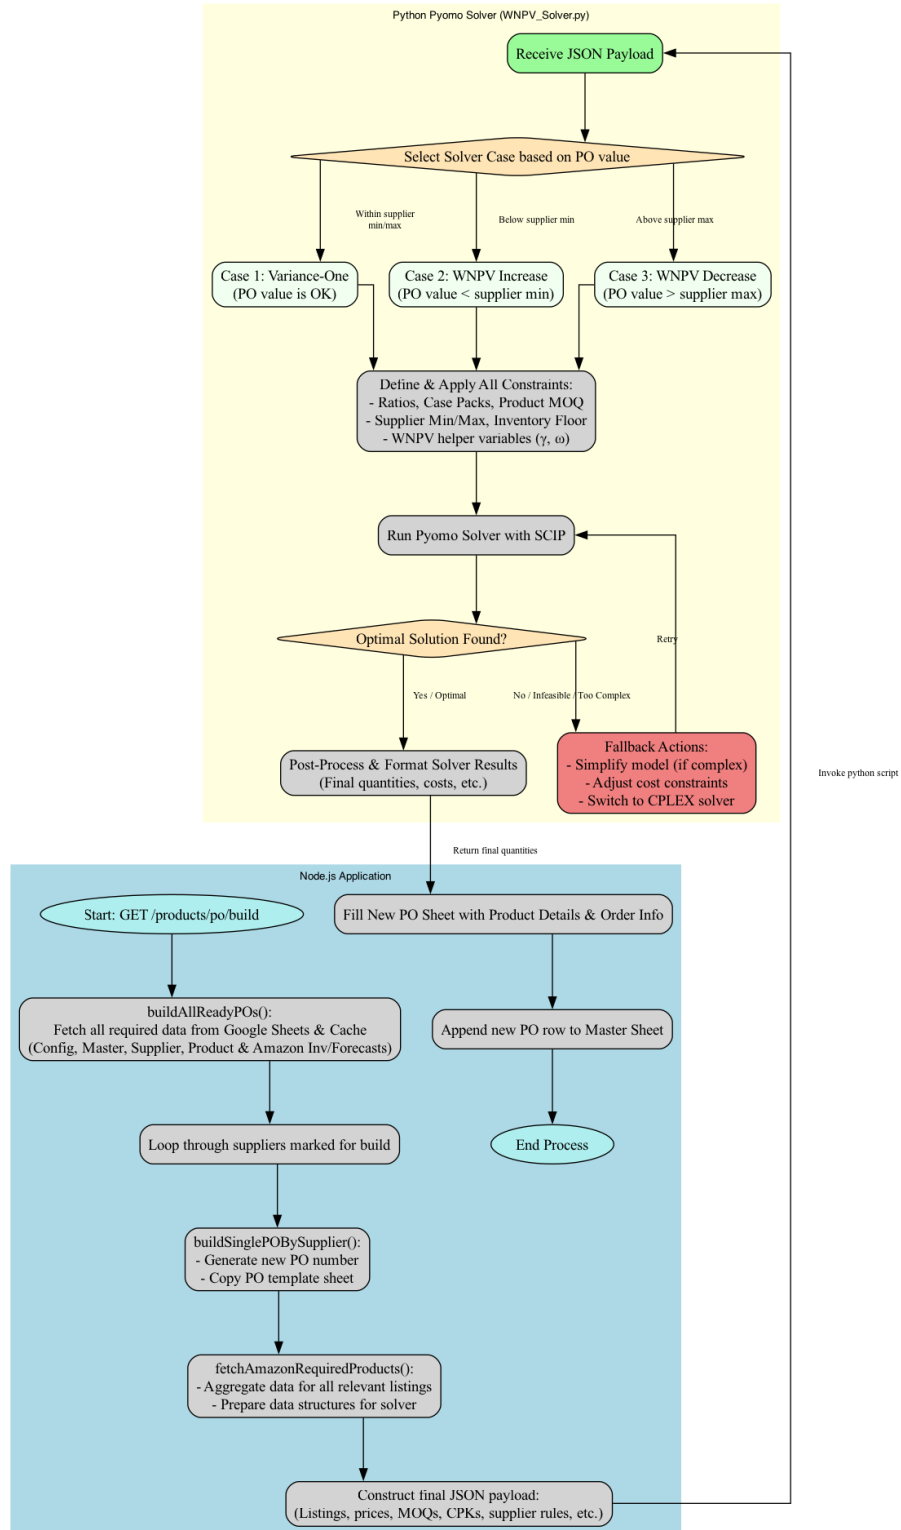 Python Pyomo Solver (WNPV_Solver.py)
Receive JSON Payload
Select Solver Case based on PO value
Within supplier
min/max
Below supplier min
Above supplier max
Case 1: Variance-One
(PO value is OK)
Case 2: WNPV Increase
(PO value < supplier min)
Case 3: WNPV Decrease
(PO value > supplier max)
Define & Apply All Constraints:
- Ratios, Case Packs, Product MOQ
- Supplier Min/Max, Inventory Floor
- WNPV helper variables (γ, ω)
Run Pyomo Solver with SCIP
Optimal Solution Found?
Retry
Yes / Optimal
No / Infeasible / Too Complex
Post-Process & Format Solver Results
(Final quantities, costs, etc.)
Fallback Actions:
- Simplify model (if complex)
- Adjust cost constraints
- Switch to CPLEX solver
Invoke python script
Return final quantities
Node.js Application
Start: GET /products/po/build
Fill New PO Sheet with Product Details & Order Info
buildAllReadyPOs():
Fetch all required data from Google Sheets & Cache
(Config, Master, Supplier, Product & Amazon Inv/Forecasts)
Append new PO row to Master Sheet
Loop through suppliers marked for build
End Process
buildSinglePOBySupplier():
- Generate new PO number
- Copy PO template sheet
fetchAmazonRequiredProducts():
- Aggregate data for all relevant listings
- Prepare data structures for solver
Construct final JSON payload:
(Listings, prices, MOQs, CPKs, supplier rules, etc.)